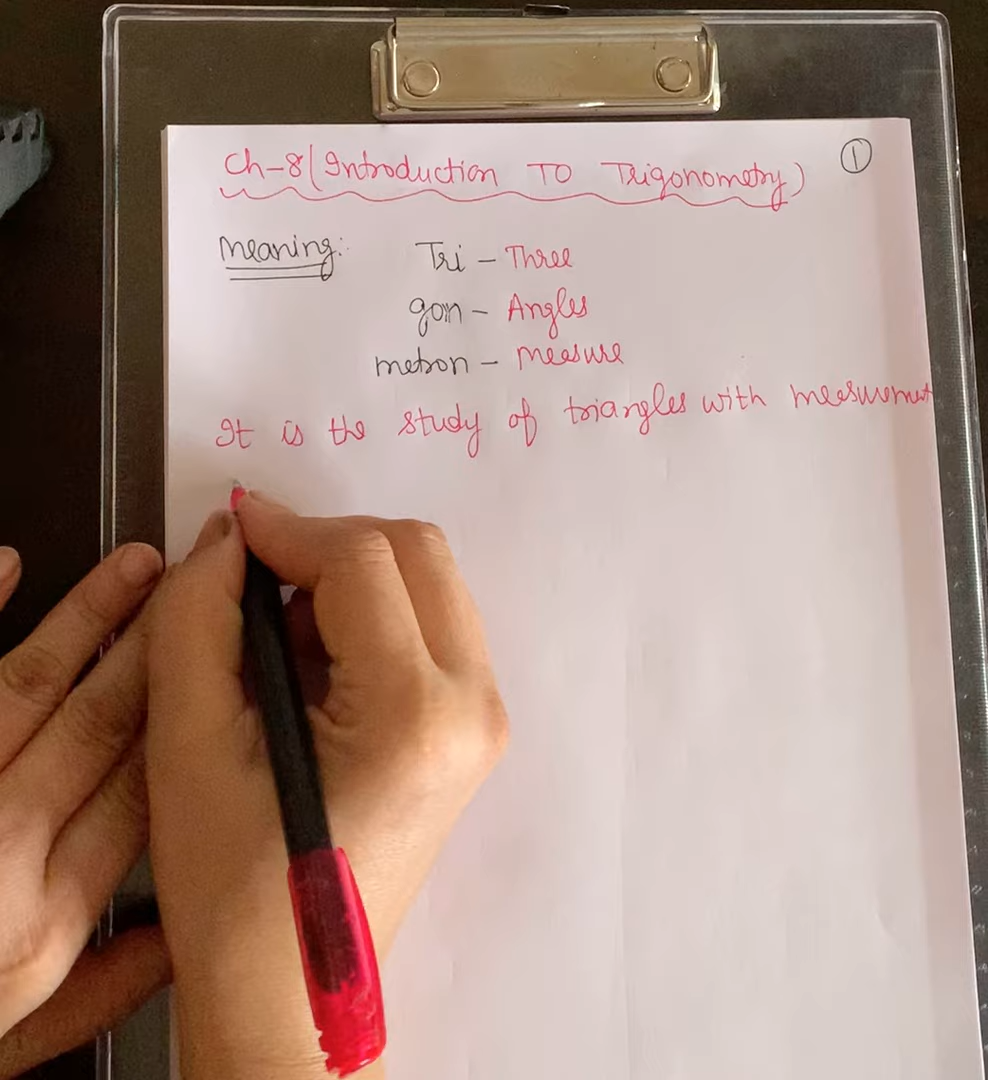 Ch-8(Introduction TO Trigonometry) ①
Meaning: Tri - Three
gon - Angles
metron - Measure
It is the study of triangles with measurement